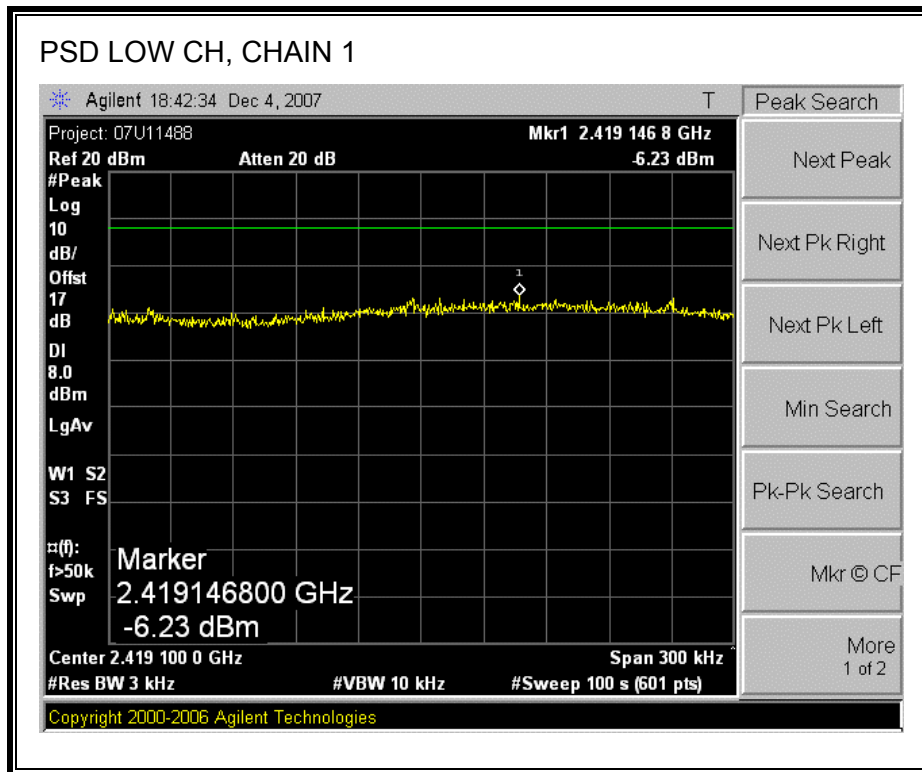 PSD LOW CH, CHAIN 1
Agilent 18:42:34 Dec 4, 2007 T
Peak Search
Project: 07U11488 Mkr1 2.419 146 8 GHz
Ref 20 dBm Atten 20 dB -6.23 dBm
#Peak
Log
10
dB/
Offst
17
dB
DI
8.0
dBm
LgAv
W1 S2
S3 FS
¤(f):
f>50k
Swp
1
Marker
2.419146800 GHz
-6.23 dBm
Center 2.419 100 0 GHz Span 300 kHz ^
#Res BW 3 kHz #VBW 10 kHz #Sweep 100 s (601 pts)
Copyright 2000-2006 Agilent Technologies
Next Peak
Next Pk Right
Next Pk Left
Min Search
Pk-Pk Search
Mkr © CF
More
1 of 2